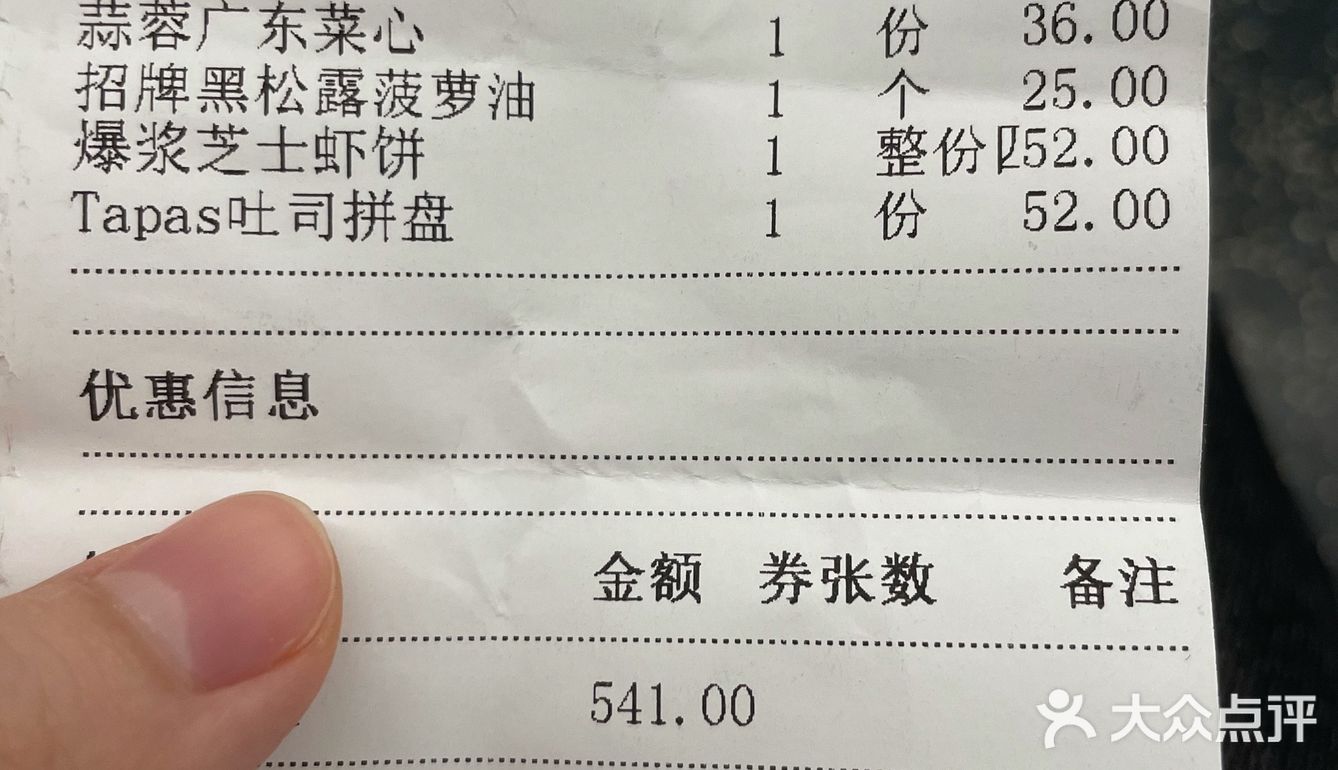 蒜蓉广东菜心 1 份 36.00
招牌黑松露菠萝油 1 个 25.00
爆浆芝士虾饼 1 整份 52.00
Tapas吐司拼盘 1 份 52.00
优惠信息
金额 券张数 备注
541.00
大众点评